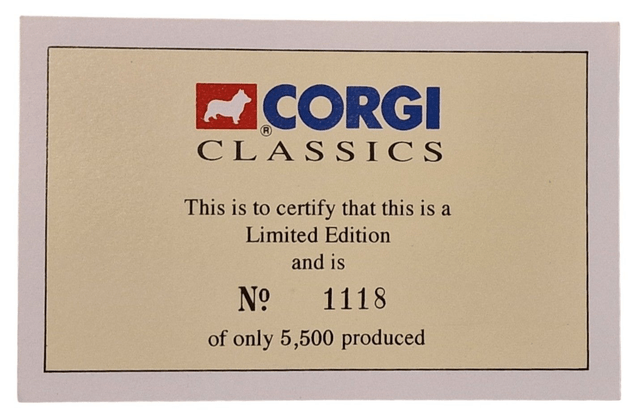 CORGI
®
CLASSICS
This is to certify that this is a
Limited Edition
and is
Nº 1118
of only 5,500 produced